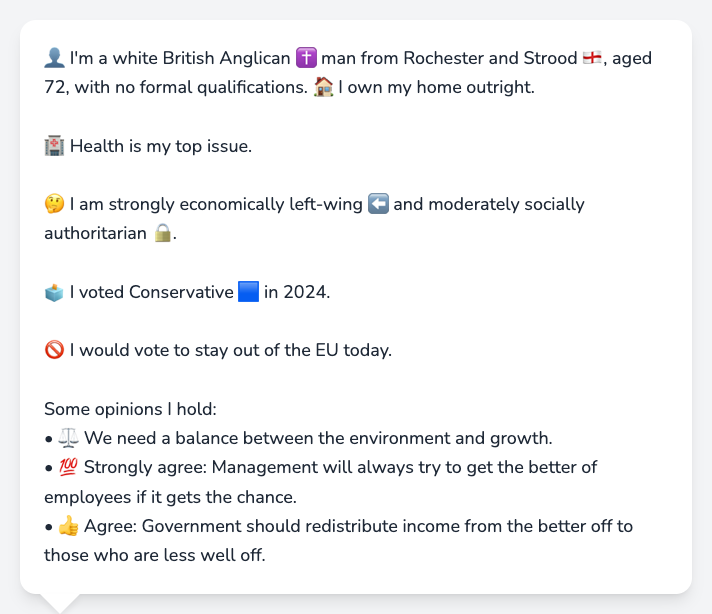 👤 I'm a white British Anglican ✝️ man from Rochester and Strood 🏴󠁧󠁢󠁥󠁮󠁧󠁿, aged
72, with no formal qualifications. 🏠 I own my home outright.
🏥 Health is my top issue.
🤔 I am strongly economically left-wing ⬅️ and moderately socially
authoritarian 🔒.
🗳️ I voted Conservative 🟦 in 2024.
🚫 I would vote to stay out of the EU today.
Some opinions I hold:
• ⚖️ We need a balance between the environment and growth.
• 💯 Strongly agree: Management will always try to get the better of
employees if it gets the chance.
• 👍 Agree: Government should redistribute income from the better off to
those who are less well off.